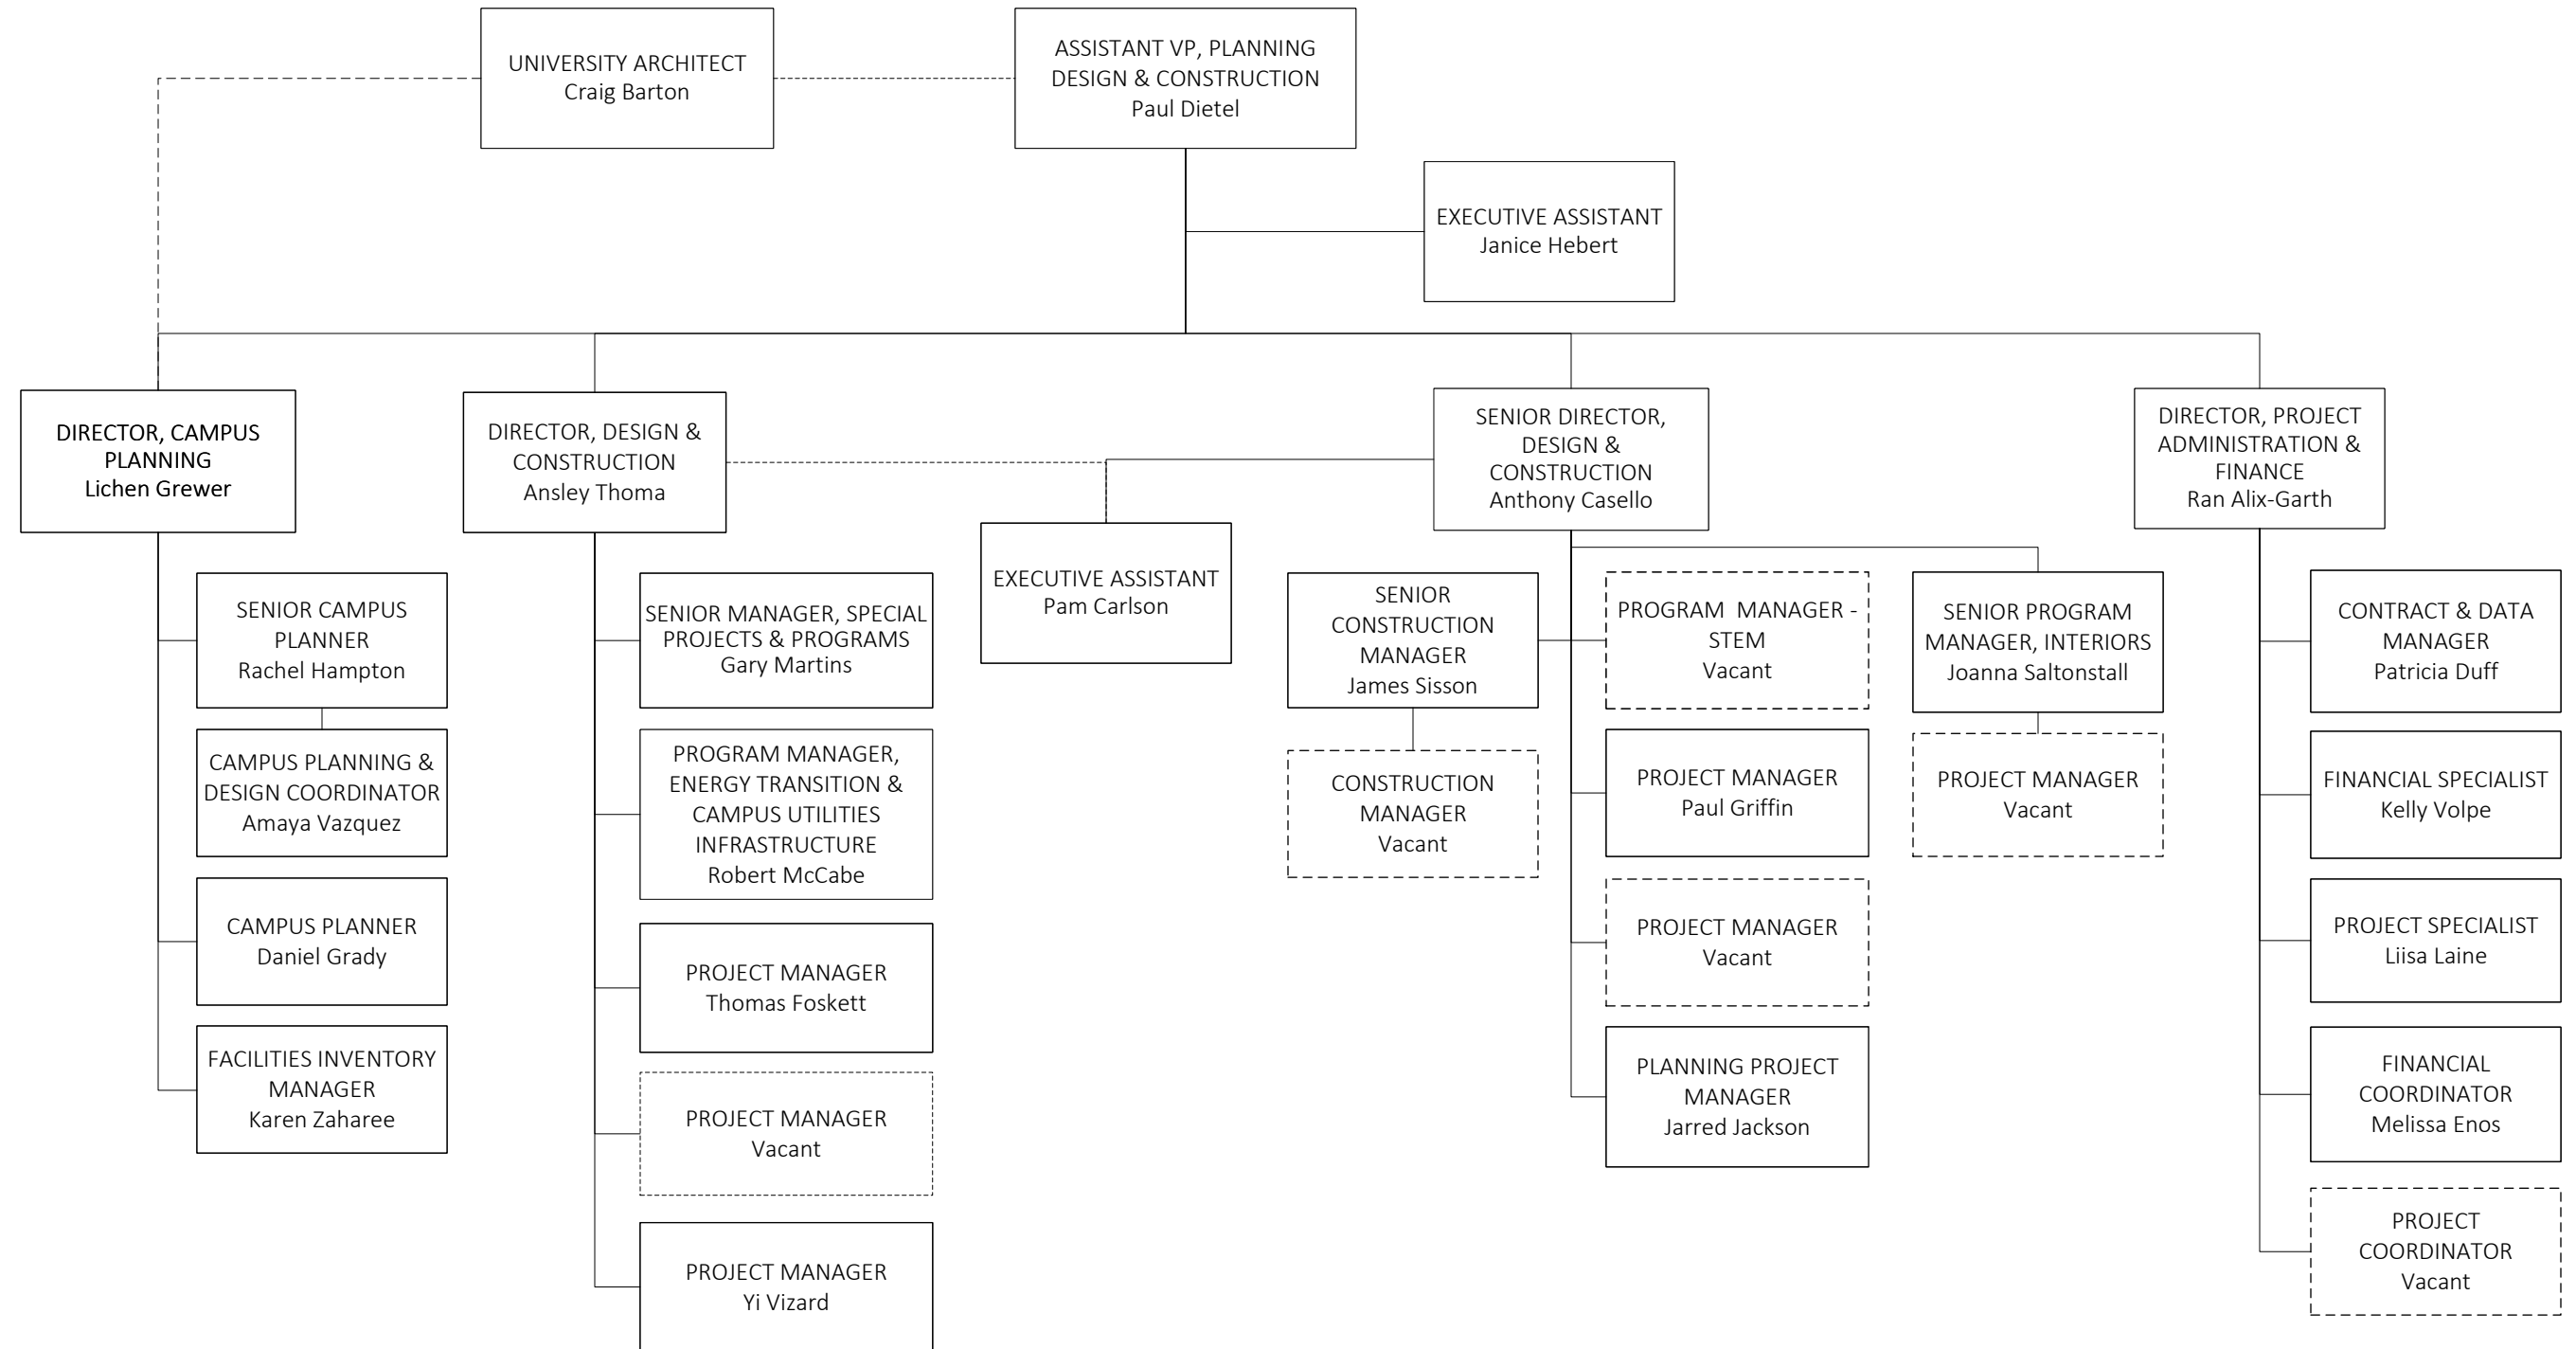 UNIVERSITY ARCHITECT
Craig Barton
ASSISTANT VP, PLANNING
DESIGN & CONSTRUCTION
Paul Dietel
EXECUTIVE ASSISTANT
Janice Hebert
DIRECTOR, CAMPUS
PLANNING
Lichen Grewer
DIRECTOR, DESIGN &
CONSTRUCTION
Ansley Thoma
SENIOR DIRECTOR,
DESIGN &
CONSTRUCTION
Anthony Casello
DIRECTOR, PROJECT
ADMINISTRATION &
FINANCE
Ran Alix-Garth
SENIOR CAMPUS
PLANNER
Rachel Hampton
CAMPUS PLANNING &
DESIGN COORDINATOR
Amaya Vazquez
CAMPUS PLANNER
Daniel Grady
FACILITIES INVENTORY
MANAGER
Karen Zaharee
SENIOR MANAGER, SPECIAL
PROJECTS & PROGRAMS
Gary Martins
PROGRAM MANAGER,
ENERGY TRANSITION &
CAMPUS UTILITIES
INFRASTRUCTURE
Robert McCabe
PROJECT MANAGER
Thomas Foskett
PROJECT MANAGER
Vacant
PROJECT MANAGER
Yi Vizard
EXECUTIVE ASSISTANT
Pam Carlson
SENIOR
CONSTRUCTION
MANAGER
James Sisson
CONSTRUCTION
MANAGER
Vacant
PROGRAM MANAGER -
STEM
Vacant
PROJECT MANAGER
Paul Griffin
PROJECT MANAGER
Vacant
PLANNING PROJECT
MANAGER
Jarred Jackson
SENIOR PROGRAM
MANAGER, INTERIORS
Joanna Saltonstall
PROJECT MANAGER
Vacant
CONTRACT & DATA
MANAGER
Patricia Duff
FINANCIAL SPECIALIST
Kelly Volpe
PROJECT SPECIALIST
Liisa Laine
FINANCIAL
COORDINATOR
Melissa Enos
PROJECT
COORDINATOR
Vacant